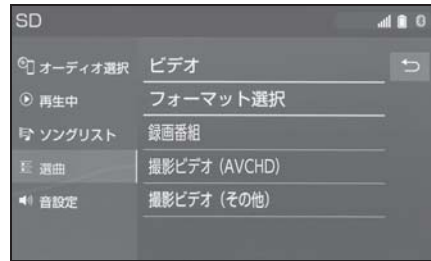 SD
0
オーディオ選択
再生中
ソングリスト
選曲
音設定
ビデオ
フォーマット選択
録画番組
撮影ビデオ (AVCHD)
撮影ビデオ (その他)